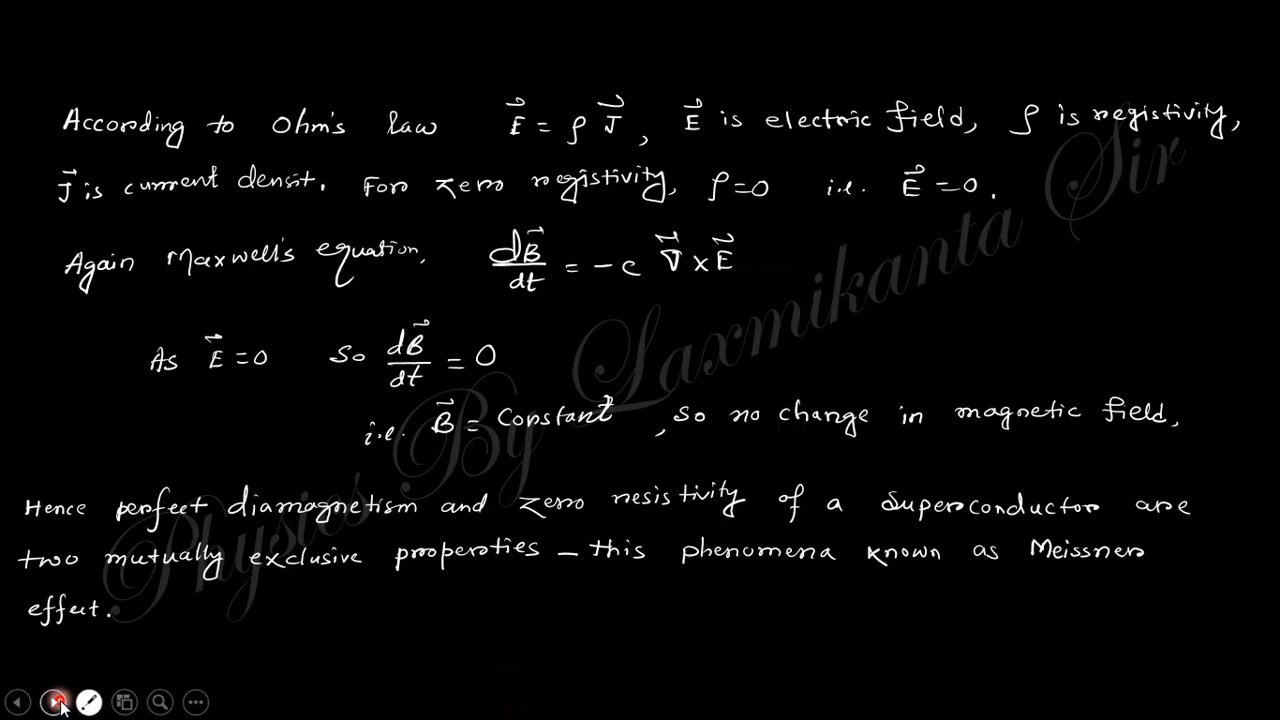 According to Ohm's law E⃗ = ρ J⃗, E⃗ is electric field, ρ is registivity,
J⃗ is current densit. For zero registivity, ρ=0 i.e. E⃗ =0.
Again Maxwell's equation, dB⃗/dt = -c ∇⃗ x E⃗
As E⃗ =0 So dB⃗/dt = 0
i.e. B⃗ = Constant, So no change in magnetic field,
Hence perfect diamagnetism and zero resistivity of a Superconductor are
two mutually exclusive properties - this phenomena known as Meissner
effect.
Physics By Laxmikanta Sir